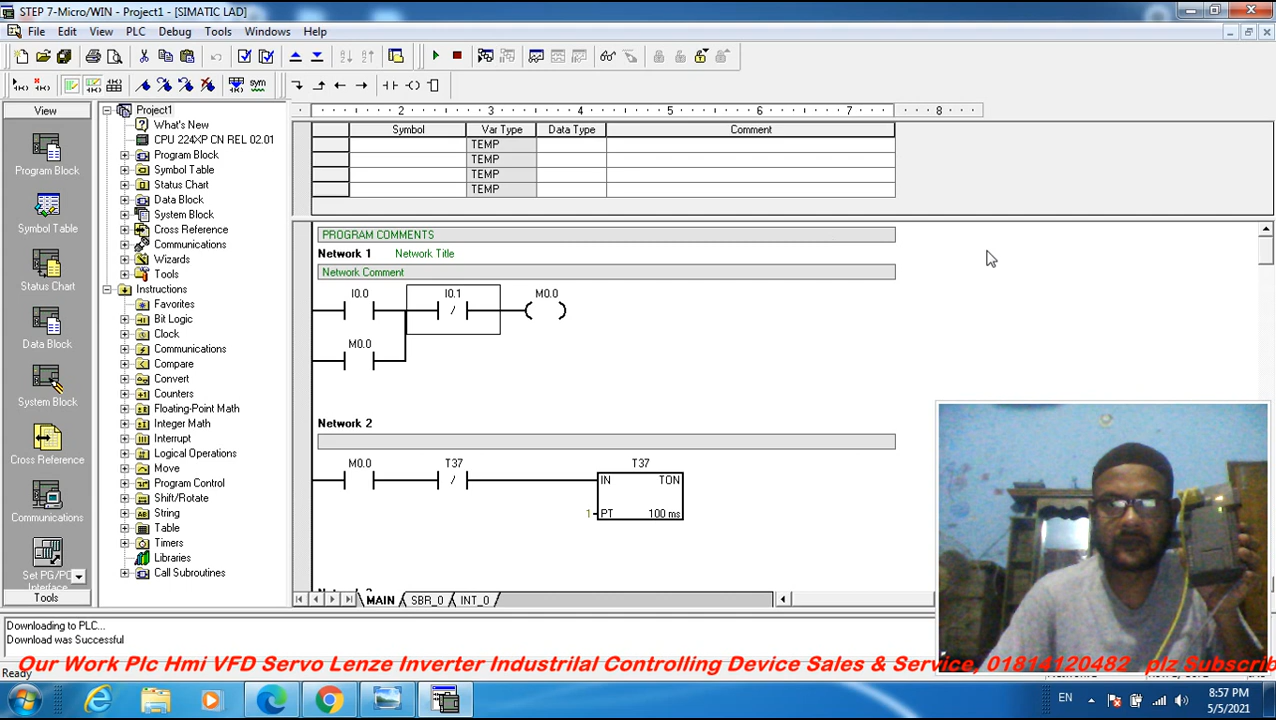 STEP 7-Micro/WIN - Project1 - [SIMATIC LAD]
File Edit View PLC Debug Tools Windows Help
View
Program Block
Symbol Table
Status Chart
Data Block
System Block
Cross Reference
Communications
Set PG/PC
Tools
Project1
What's New
CPU 224XP CN REL 02.01
Program Block
Symbol Table
Status Chart
Data Block
System Block
Cross Reference
Communications
Wizards
Tools
Instructions
Favorites
Bit Logic
Clock
Communications
Compare
Convert
Counters
Floating-Point Math
Integer Math
Interrupt
Logical Operations
Move
Program Control
Shift/Rotate
String
Table
Timers
Libraries
Call Subroutines
2 3 4 5 6 7 8
Symbol Var Type Data Type Comment
TEMP
TEMP
TEMP
TEMP
PROGRAM COMMENTS
Network 1 Network Title
Network Comment
I0.0 I0.1 M0.0
M0.0
Network 2
M0.0 T37 T37
IN TON
1 PT 100 ms
MAIN SBR_0 INT_0
Downloading to PLC...
Download was Successful
Our Work Plc Hmi VFD Servo Lenze Inverter Industrilal Controlling Device Sales & Service, 01814120482 plz Subscrib
Ready
EN
8:57 PM
5/5/2021